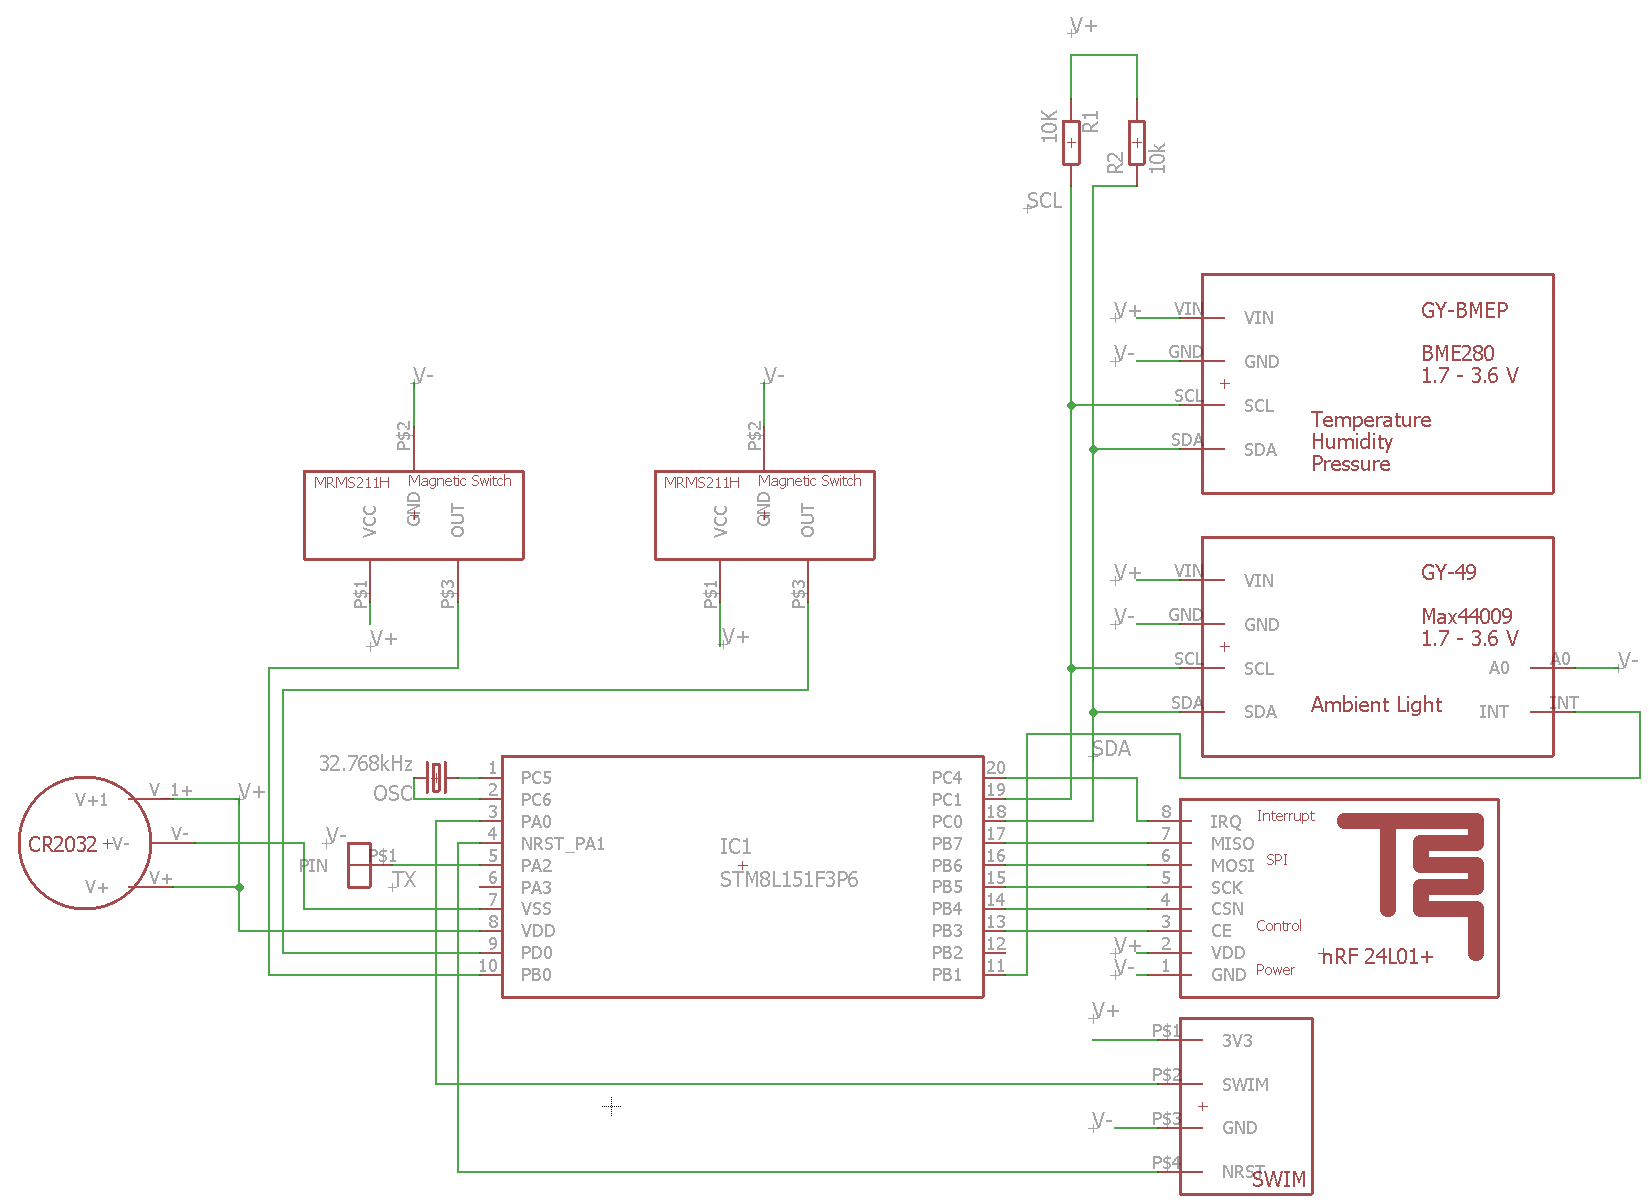 V+
10K
R1
R2
10k
SCL
V+
VIN
VIN
GY-BMEP
V-
GND
GND
BME280
1.7 - 3.6 V
SCL
SCL
Temperature
SDA
SDA
Humidity
Pressure
V-
P$2
MRMS211H
Magnetic Switch
VCC
GND
OUT
P$1
P$3
V+
V-
P$2
MRMS211H
Magnetic Switch
VCC
GND
OUT
P$1
P$3
V+
V+
VIN
VIN
GY-49
V-
GND
GND
Max44009
1.7 - 3.6 V
SCL
SCL
A0
A0
V-
SDA
SDA
Ambient Light
INT
INT
SDA
32.768kHz
OSC
CR2032
V+1
V 1+
V+
V-
V-
V+
V+
V-
PIN
P$1
TX
1
PC5
2
PC6
3
PA0
4
NRST_PA1
5
PA2
6
PA3
7
VSS
8
VDD
9
PD0
10
PB0
IC1
STM8L151F3P6
PC4
20
PC1
19
PC0
18
PB7
17
PB6
16
PB5
15
PB4
14
PB3
13
PB2
12
PB1
11
8
IRQ
Interrupt
7
MISO
6
MOSI
SPI
5
SCK
4
CSN
3
CE
Control
V+
2
VDD
V-
1
GND
Power
nRF 24L01+
V+
P$1
3V3
P$2
SWIM
V-
P$3
GND
P$4
NRST
SWIM